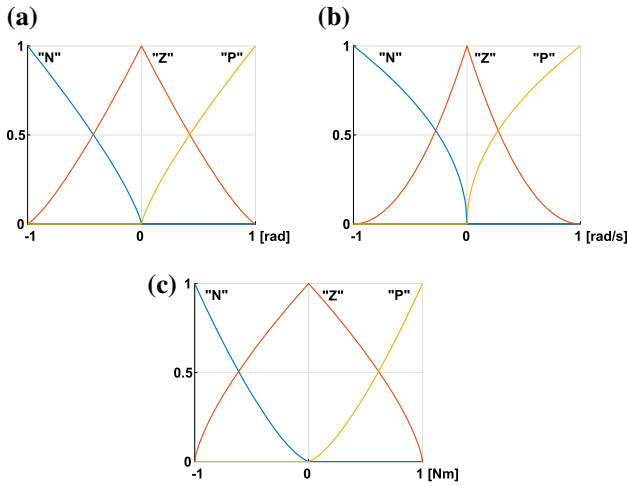 (a)
"N" "Z" "P"
1
0.5
0
-1 0 1 [rad]
(b)
"N" "Z" "P"
1
0.5
0
-1 0 1 [rad/s]
(c)
"N" "Z" "P"
1
0.5
0
-1 0 1 [Nm]